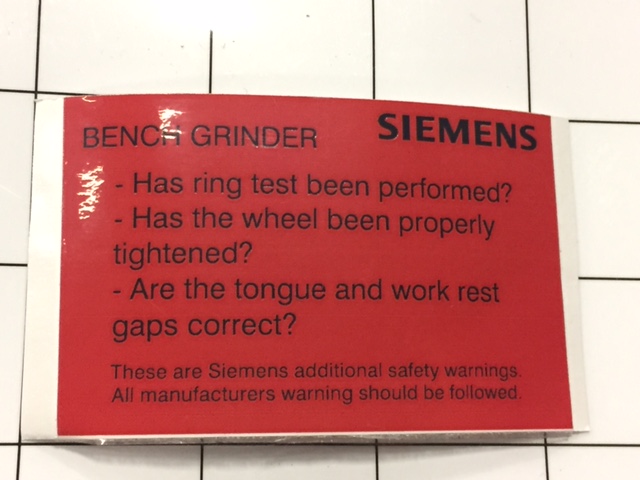 BENCH GRINDER SIEMENS
- Has ring test been performed?
- Has the wheel been properly
tightened?
- Are the tongue and work rest
gaps correct?
These are Siemens additional safety warnings.
All manufacturers warning should be followed.